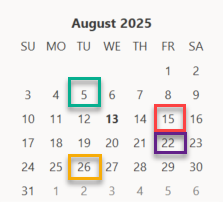 August 2025
SU MO TU WE TH FR SA
1 2
3 4 5 6 7 8 9
10 11 12 13 14 15 16
17 18 19 20 21 22 23
24 25 26 27 28 29 30
31 1 2 3 4 5 6